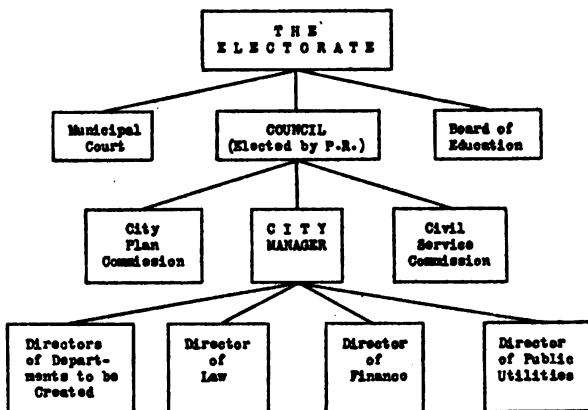 THE
ELECTORATE
Municipal
Court
COUNCIL
(Elected by P.R.)
Board of
Education
City
Plan
Commission
CITY
MANAGER
Civil
Service
Commission
Directors
of Depart-
ments to be
Created
Director
of
Law
Director
of
Finance
Director
of Public
Utilities